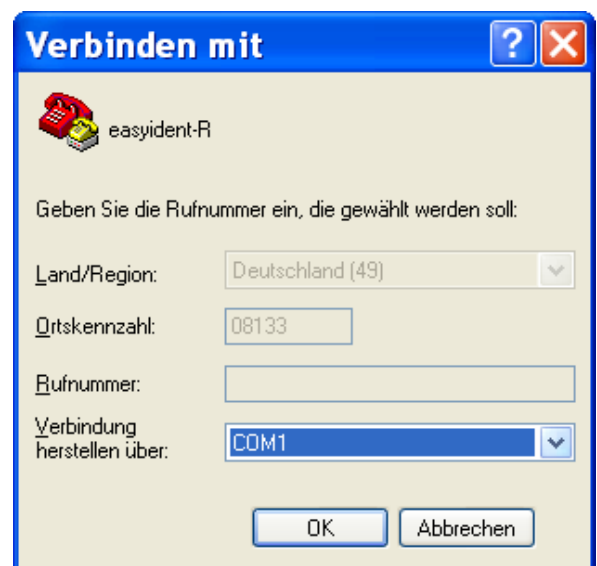 Verbinden mit
easyident-R
Geben Sie die Rufnummer ein, die gewählt werden soll:
Land/Region: Deutschland (49)
Ortskennzahl: 08133
Rufnummer:
Verbindung
herstellen über: COM1
OK Abbrechen